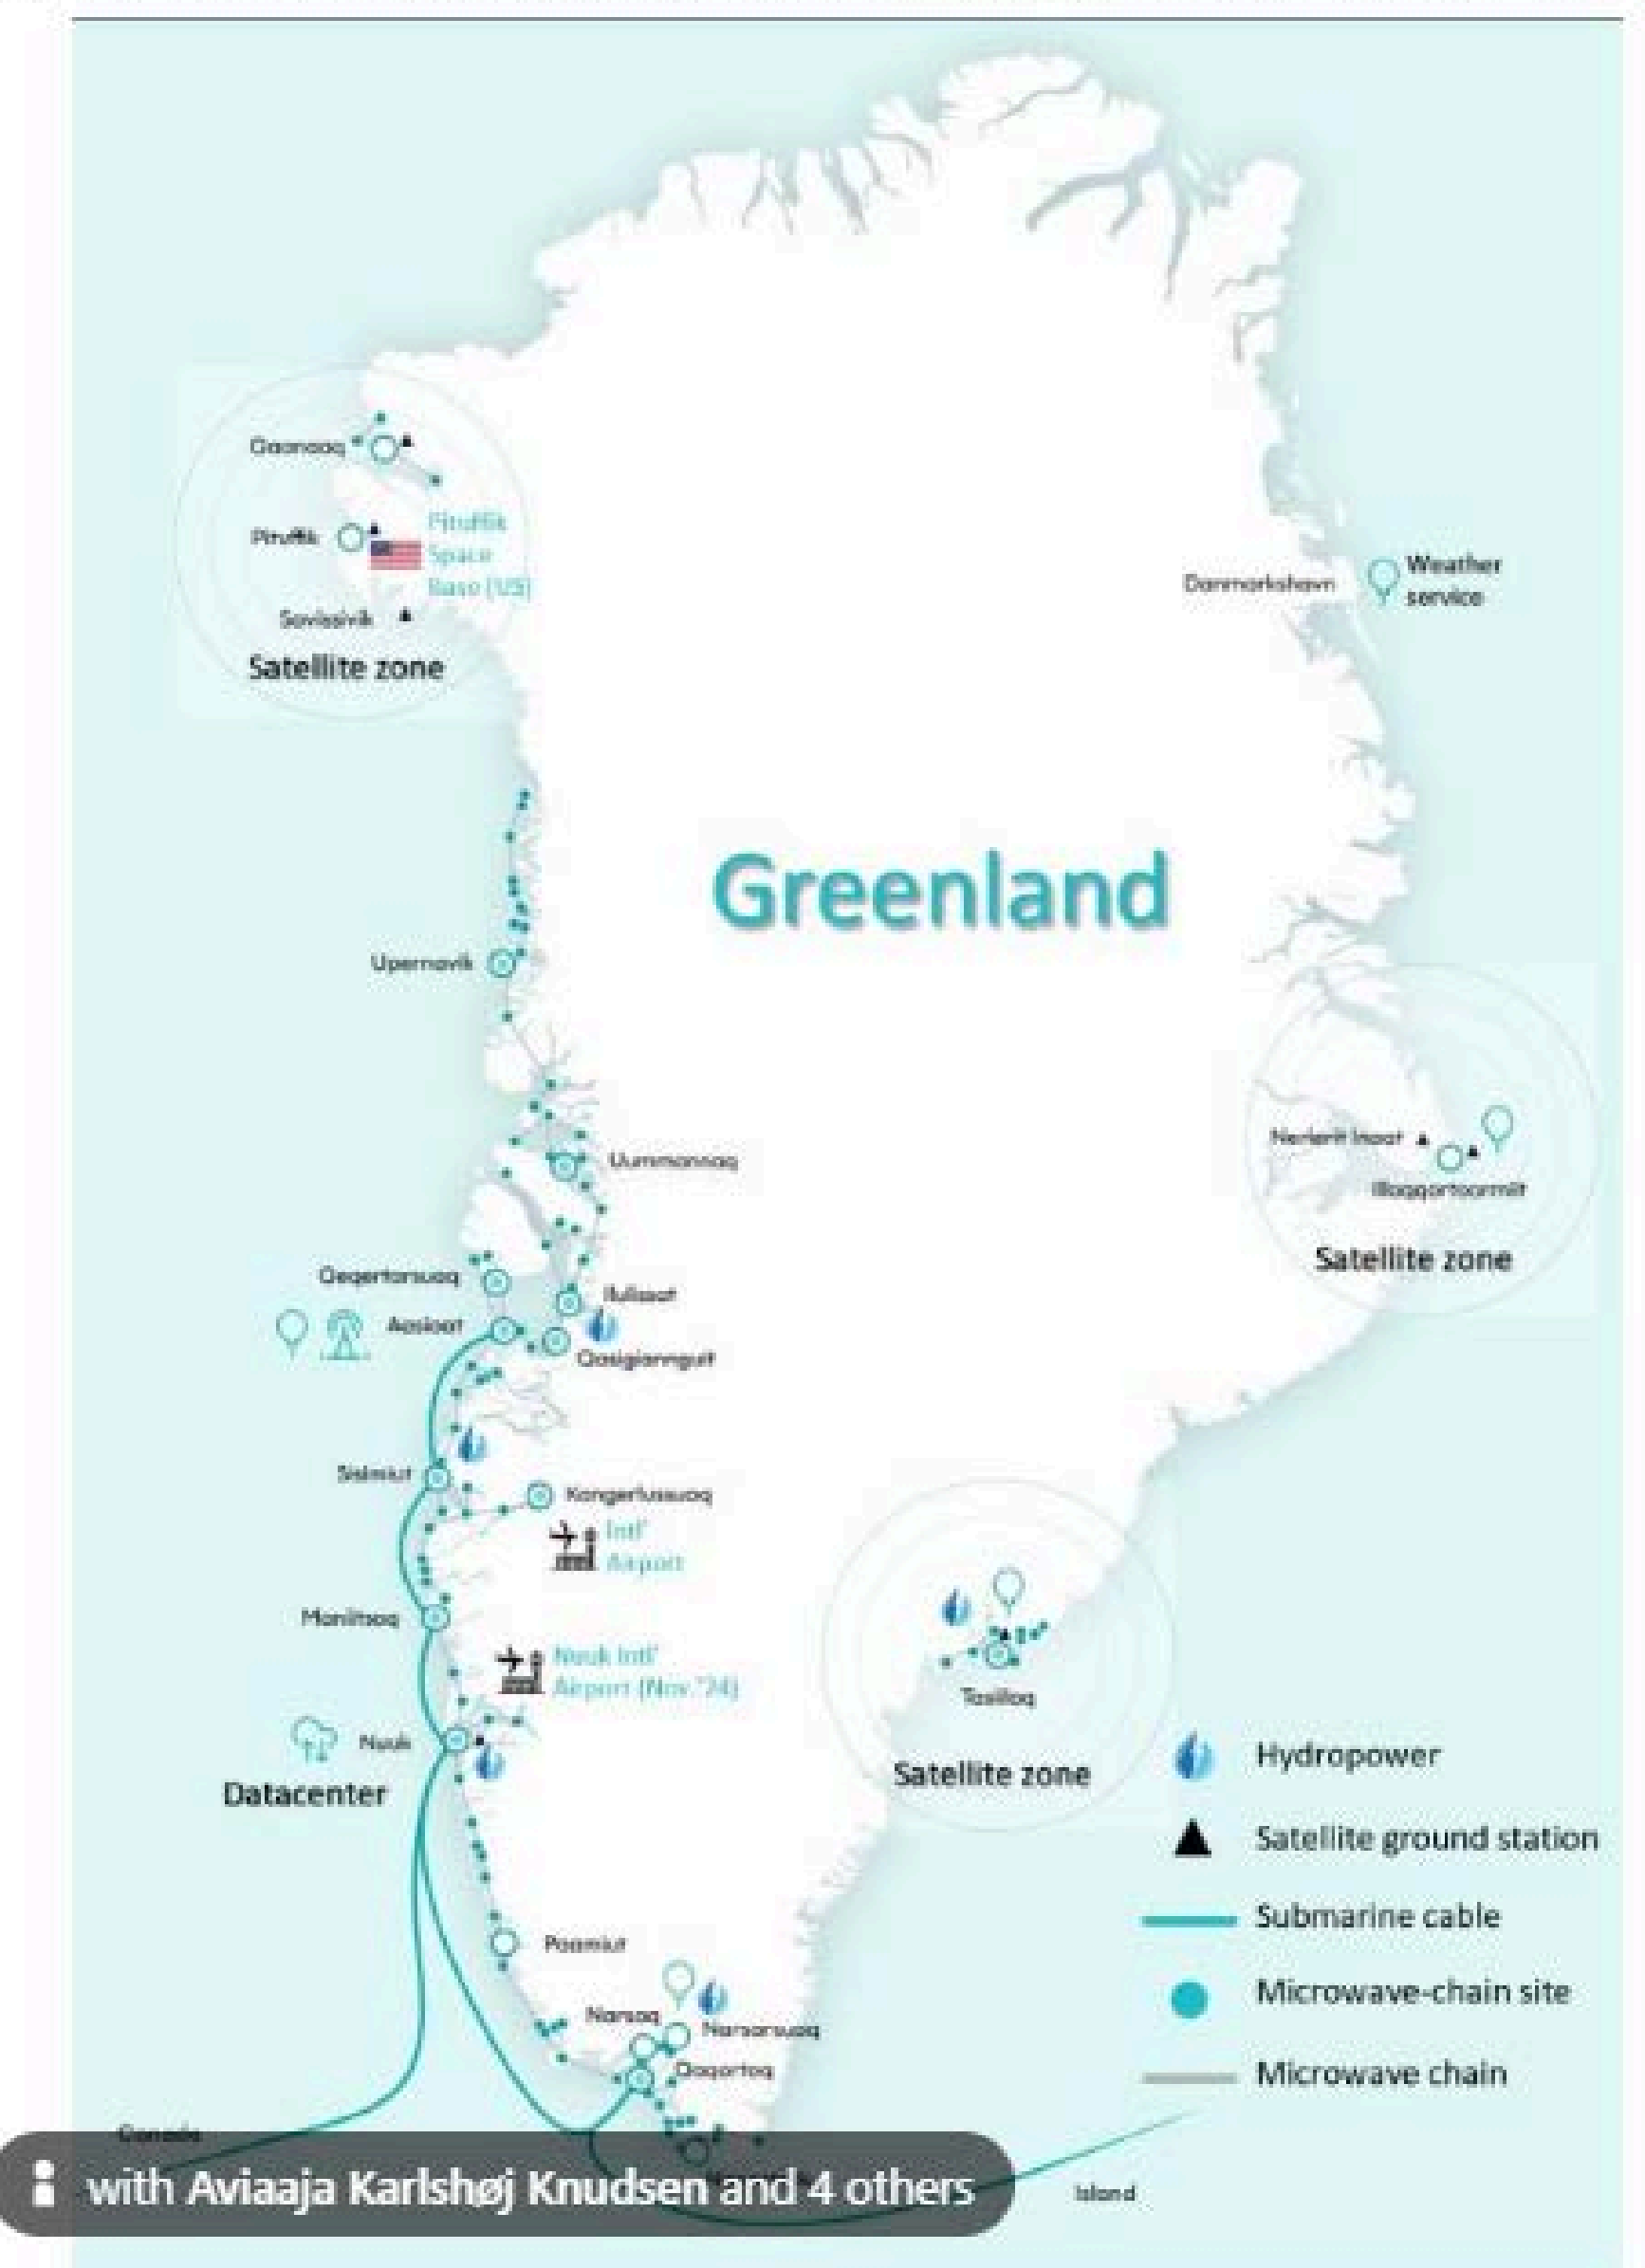 Qaanaaq
Pituffik
Pituffik
Space
Base (US)
Savissivik
Satellite zone
Danmarkshavn
Weather
service
Greenland
Upernavik
Uummannaq
Nerlerit Inaat
Illoqqortoormiit
Satellite zone
Qeqertarsuaq
Ilulissat
Aasiaat
Qasigiannguit
Sisimiut
Kangerlussuaq
Intl'
Airport
Maniitsoq
Nuuk Intl'
Airport (Nov.'24)
Tasiilaq
Satellite zone
Nuuk
Datacenter
Hydropower
Satellite ground station
Submarine cable
Microwave-chain site
Microwave chain
Paamiut
Narsaq
Narsarsuaq
Qaqortoq
Canada
Island
with Aviaaja Karlshøj Knudsen and 4 others